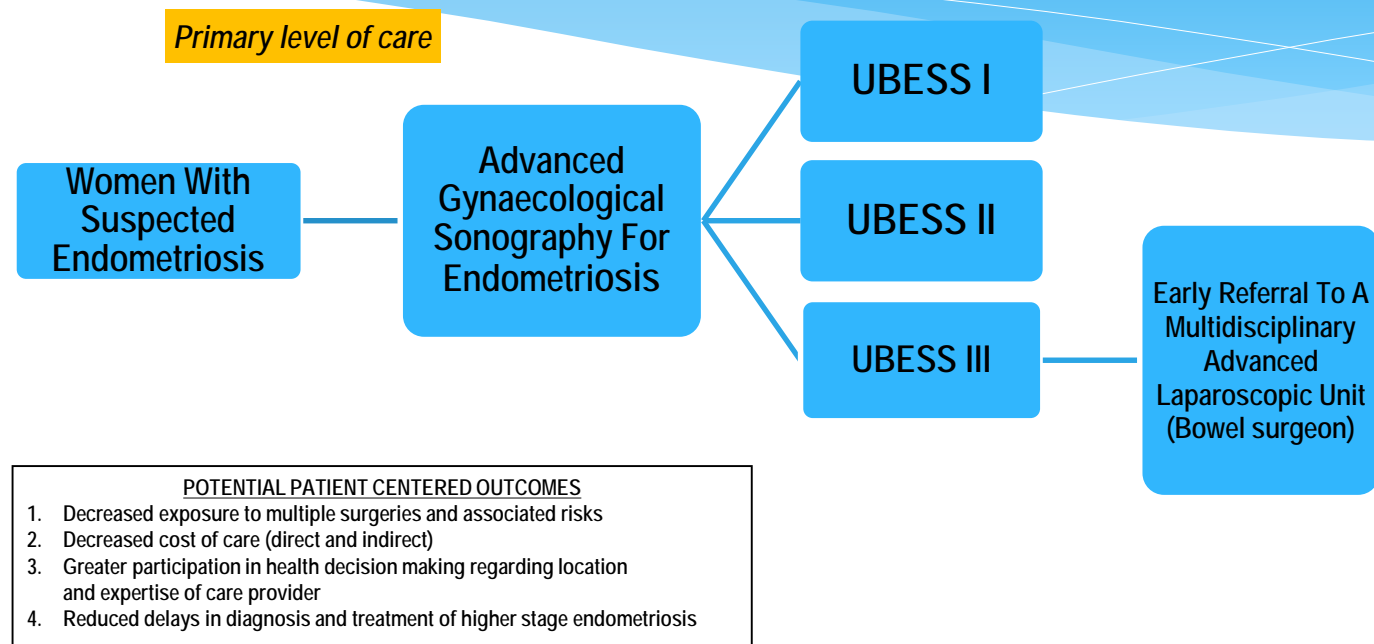 Primary level of care
Women With
Suspected
Endometriosis
Advanced
Gynaecological
Sonography For
Endometriosis
UBESS I
UBESS II
UBESS III
Early Referral To A
Multidisciplinary
Advanced
Laparoscopic Unit
(Bowel surgeon)
POTENTIAL PATIENT CENTERED OUTCOMES
1. Decreased exposure to multiple surgeries and associated risks
2. Decreased cost of care (direct and indirect)
3. Greater participation in health decision making regarding location
and expertise of care provider
4. Reduced delays in diagnosis and treatment of higher stage endometriosis